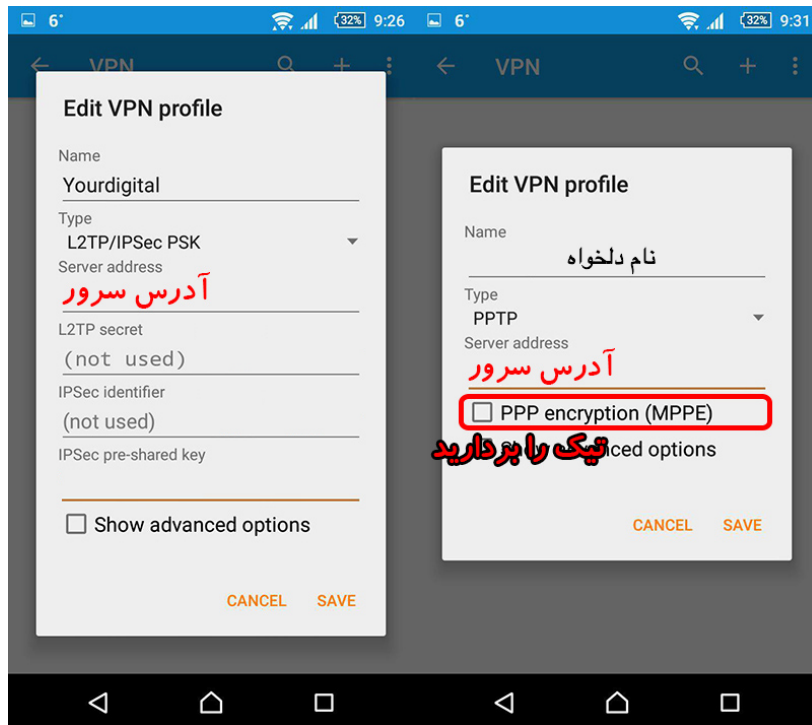 6°
32%
9:26
VPN
Edit VPN profile
Name
Yourdigital
Type
L2TP/IPSec PSK
Server address
آدرس سرور
L2TP secret
(not used)
IPSec identifier
(not used)
IPSec pre-shared key
Show advanced options
CANCEL SAVE
6°
32%
9:31
VPN
Edit VPN profile
Name
نام دلخواه
Type
PPTP
Server address
آدرس سرور
PPP encryption (MPPE)
تیک را بردارید
options
CANCEL SAVE